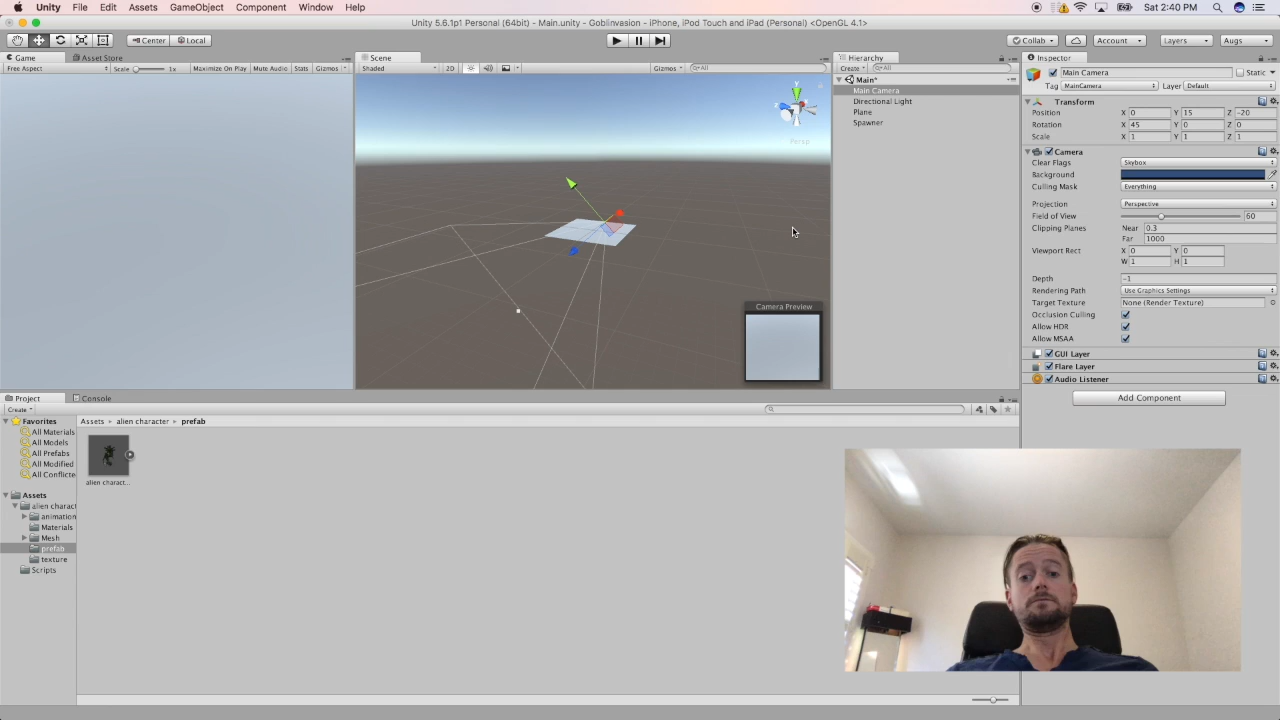 Unity File Edit Assets GameObject Component Window Help Sat 2:40 PM
Unity 5.6.1p1 Personal (64bit) - Main.unity - GoblInvasion - iPhone, iPod Touch and iPad (Personal) <OpenGL 4.1>
Center Local Collab Account Layers Augs
Game Asset Store
Free Aspect Scale 1x Maximize On Play Mute Audio Stats Gizmos
Scene
Shaded 2D Gizmos All
y
z
Persp
Camera Preview
Hierarchy
Create All
Main*
Main Camera
Directional Light
Plane
Spawner
Inspector
Main Camera Static
Tag MainCamera Layer Default
Transform
Position X 0 Y 15 Z -20
Rotation X 45 Y 0 Z 0
Scale X 1 Y 1 Z 1
Camera
Clear Flags Skybox
Background
Culling Mask Everything
Projection Perspective
Field of View 60
Clipping Planes Near 0.3
Far 1000
Viewport Rect X 0 Y 0
W 1 H 1
Depth -1
Rendering Path Use Graphics Settings
Target Texture None (Render Texture)
Occlusion Culling
Allow HDR
Allow MSAA
GUI Layer
Flare Layer
Audio Listener
Add Component
Project Console
Create
Favorites
All Materials
All Models
All Prefabs
All Modified
All Conflicte
Assets
alien charact
animation
Materials
Mesh
prefab
texture
Scripts
Assets alien character prefab
alien charact...